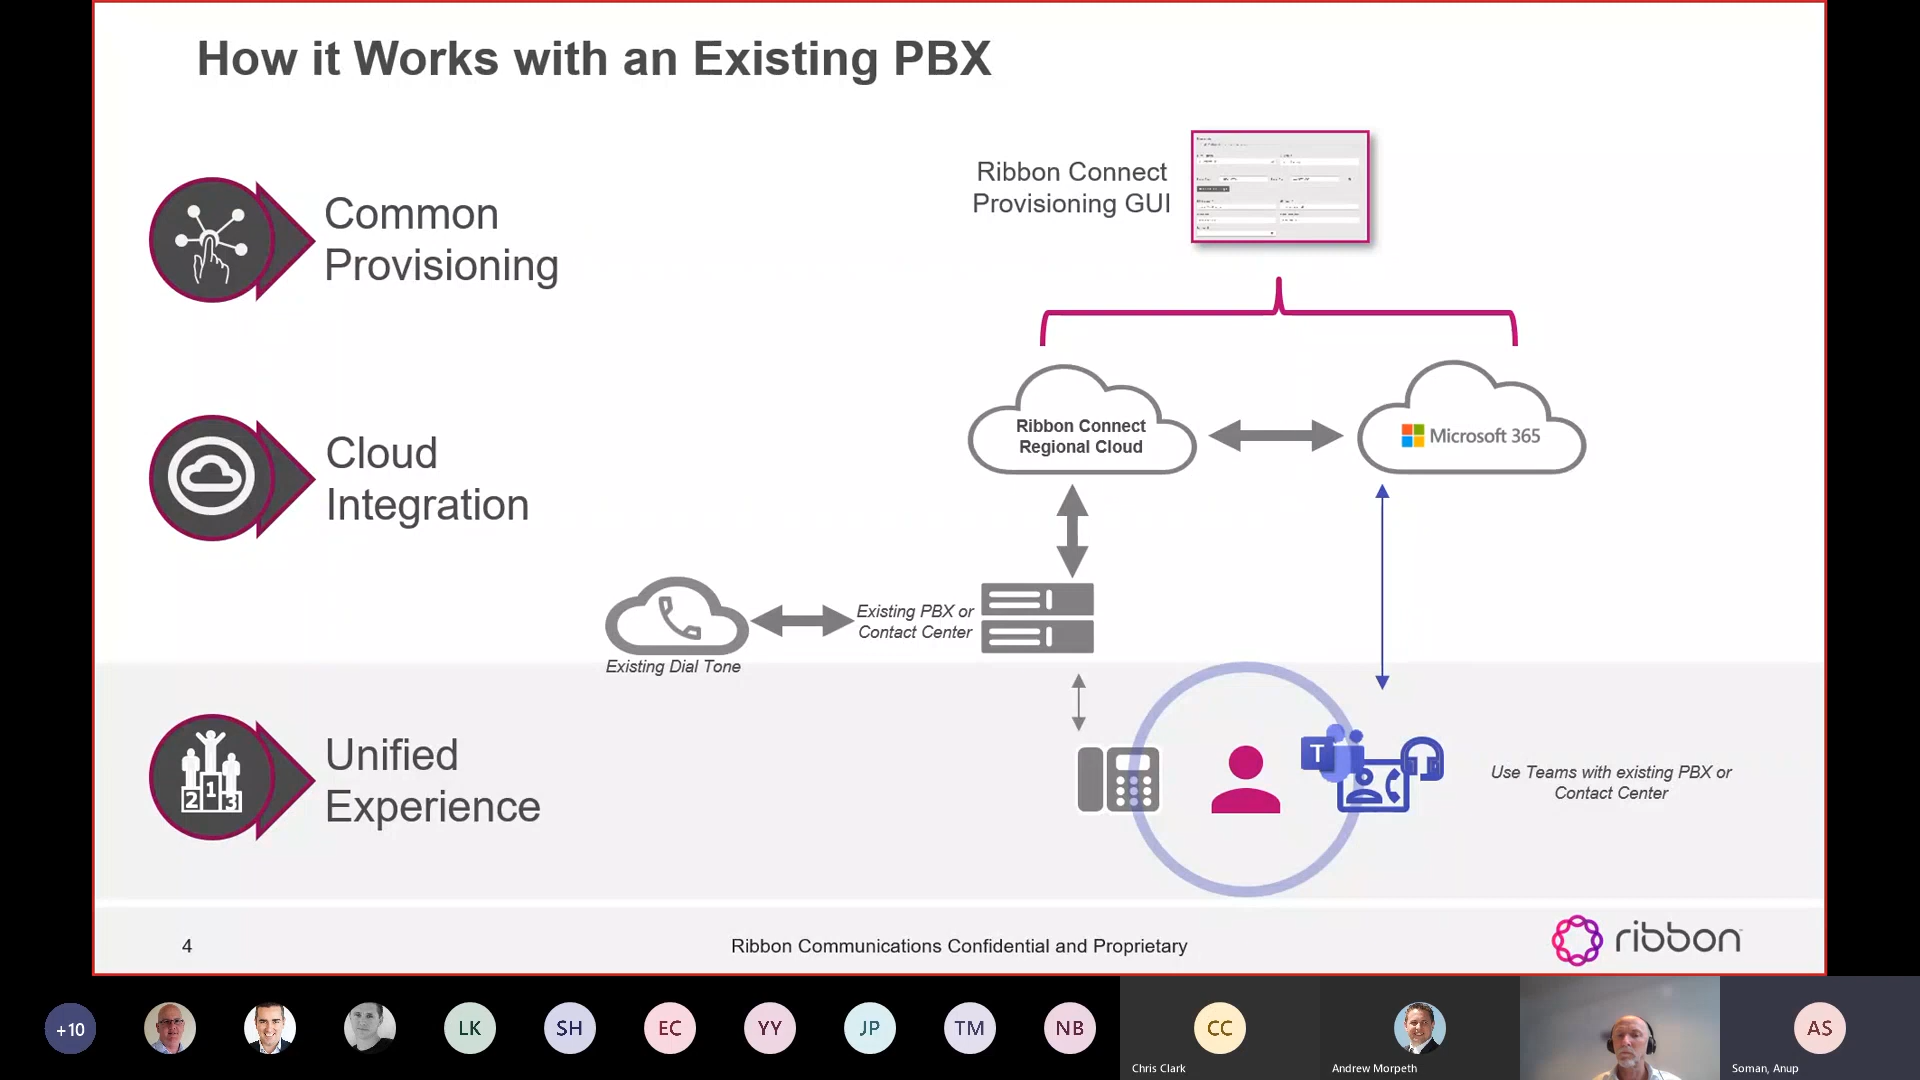 How it Works with an Existing PBX
Ribbon Connect
Provisioning GUI
Common
Provisioning
Ribbon Connect
Regional Cloud
Microsoft 365
Cloud
Integration
Existing PBX or
Contact Center
Existing Dial Tone
Unified
Experience
2
1
3
T
Use Teams with existing PBX or
Contact Center
4
Ribbon Communications Confidential and Proprietary
ribbon
+10
LK
SH
EC
YY
JP
TM
NB
CC
AS
Chris Clark
Andrew Morpeth
Soman, Anup